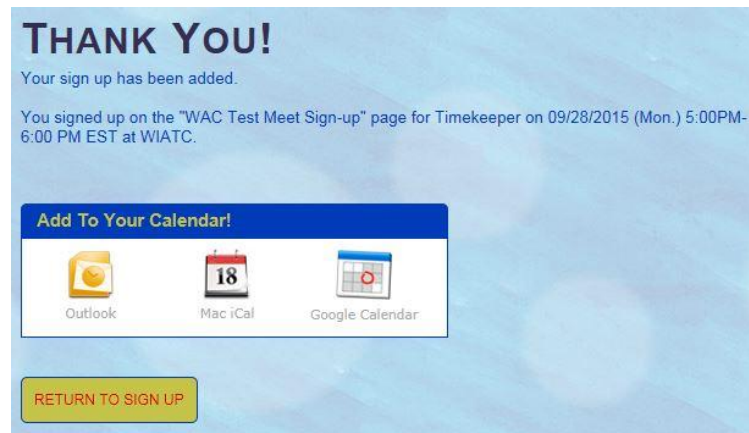 THANK YOU!
Your sign up has been added.
You signed up on the "WAC Test Meet Sign-up" page for Timekeeper on 09/28/2015 (Mon.) 5:00PM-
6:00 PM EST at WIATC.
Add To Your Calendar!
18
Outlook Mac iCal Google Calendar
RETURN TO SIGN UP